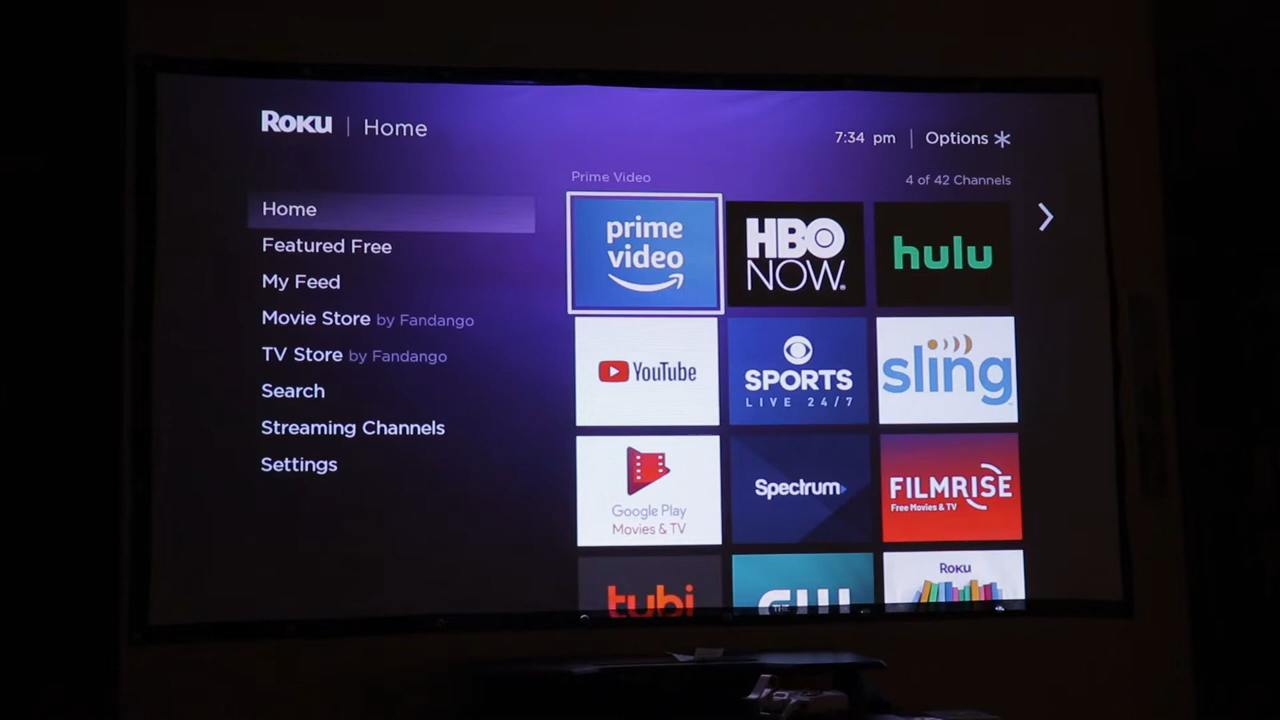 Roku | Home
7:34 pm | Options
Prime Video
4 of 42 Channels
Home
Featured Free
My Feed
Movie Store by Fandango
TV Store by Fandango
Search
Streaming Channels
Settings
prime
video
HBO
NOW.
hulu
YouTube
SPORTS
LIVE 24/7
sling
Google Play
Movies & TV
Spectrum
FILMRISE
Free Movies & TV
tubi
THE CW
Roku